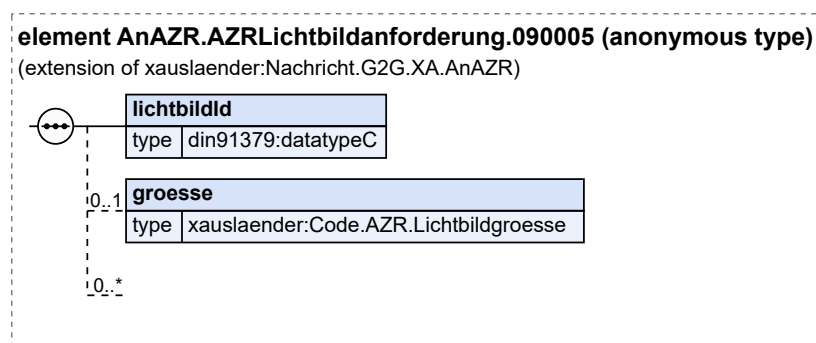 element AnAZR.AZRLichtbildanforderung.090005 (anonymous type)
(extension of xauslaender:Nachricht.G2G.XA.AnAZR)
lichtbildId
type din91379:datatypeC
0..1 groesse
type xauslaender:Code.AZR.Lichtbildgroesse
0..*